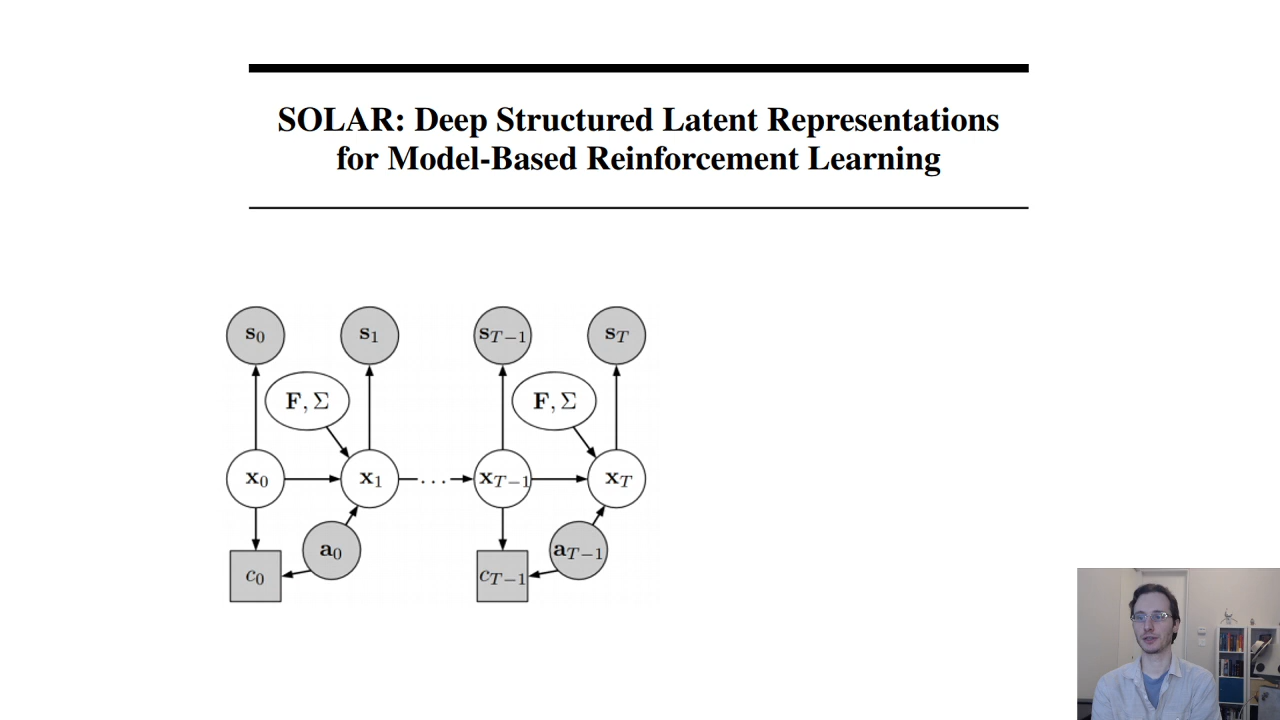 SOLAR: Deep Structured Latent Representations
for Model-Based Reinforcement Learning
s₀ s₁ s_{T−1} s_T
F, Σ F, Σ
x₀ x₁ ... x_{T−1} x_T
a₀ a_{T−1}
c₀ c_{T−1}